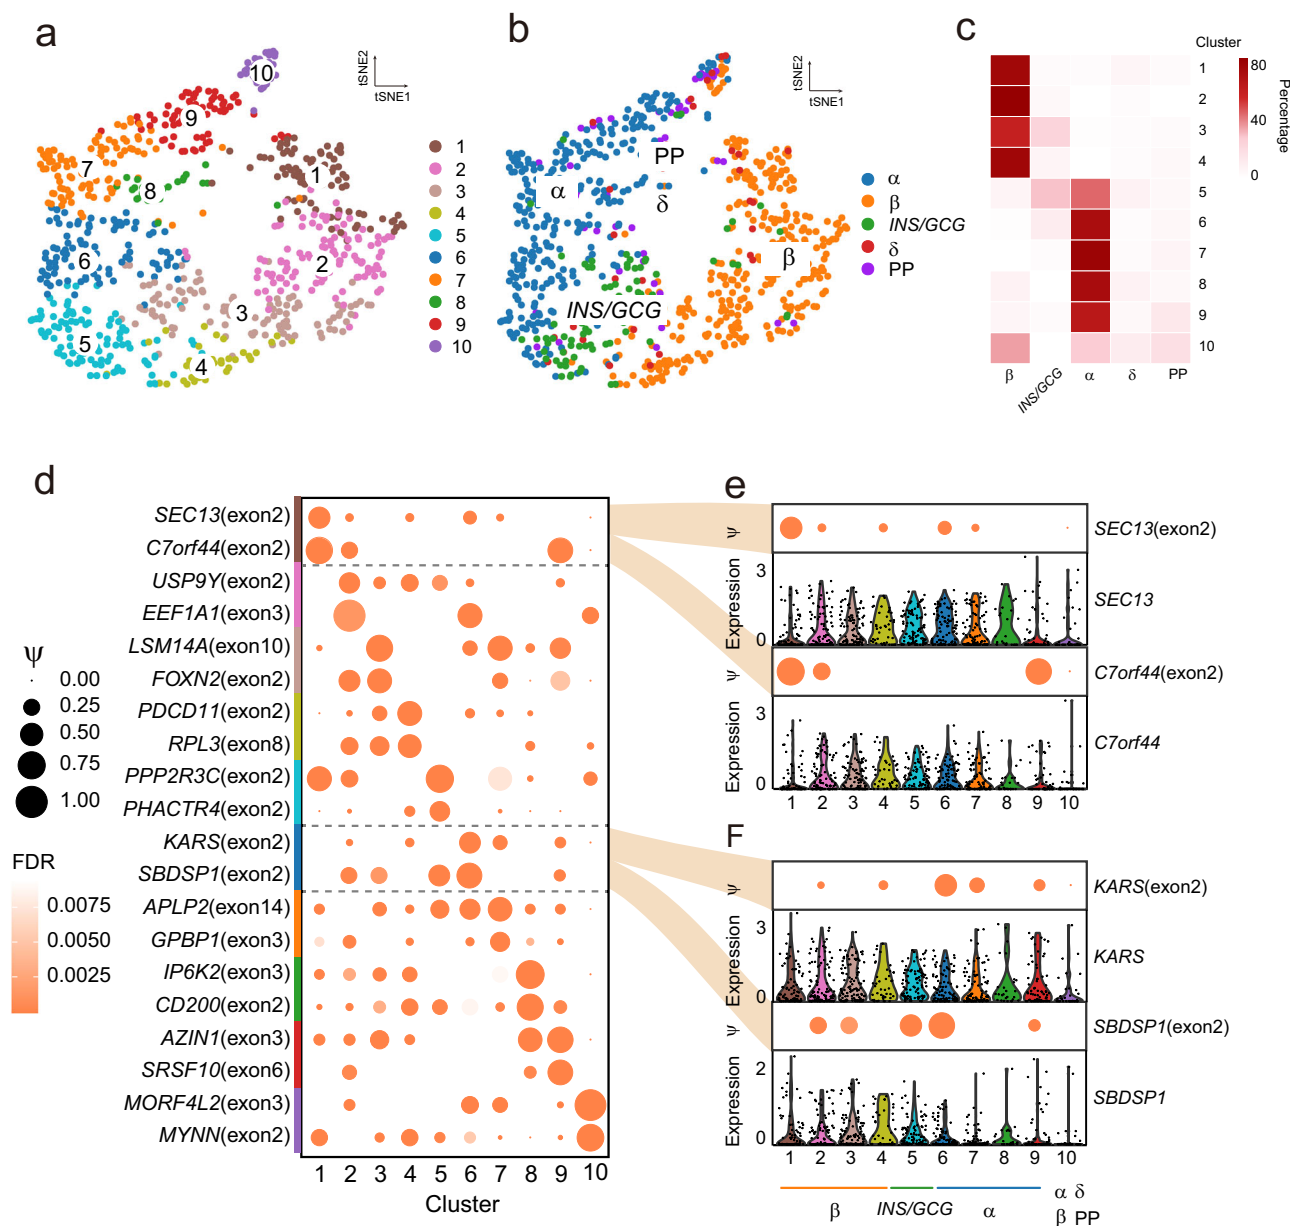 a
10
9
7
8
1
6
2
3
5
4
tSNE2
tSNE1
1
2
3
4
5
6
7
8
9
10
b
PP
α
δ
β
INS/GCG
tSNE2
tSNE1
α
β
INS/GCG
δ
PP
c
Cluster
1
2
3
4
5
6
7
8
9
10
β
INS/GCG
α
δ
PP
80
40
0
Percentage
d
SEC13(exon2)
C7orf44(exon2)
USP9Y(exon2)
EEF1A1(exon3)
LSM14A(exon10)
FOXN2(exon2)
PDCD11(exon2)
RPL3(exon8)
PPP2R3C(exon2)
PHACTR4(exon2)
KARS(exon2)
SBDSP1(exon2)
APLP2(exon14)
GPBP1(exon3)
IP6K2(exon3)
CD200(exon2)
AZIN1(exon3)
SRSF10(exon6)
MORF4L2(exon3)
MYNN(exon2)
1 2 3 4 5 6 7 8 9 10
Cluster
ψ
0.00
0.25
0.50
0.75
1.00
FDR
0.0075
0.0050
0.0025
e
ψ
SEC13(exon2)
Expression
3
0
SEC13
ψ
C7orf44(exon2)
Expression
3
0
C7orf44
1 2 3 4 5 6 7 8 9 10
F
ψ
KARS(exon2)
Expression
3
0
KARS
ψ
SBDSP1(exon2)
Expression
2
0
SBDSP1
1 2 3 4 5 6 7 8 9 10
β INS/GCG α
α δ
β PP